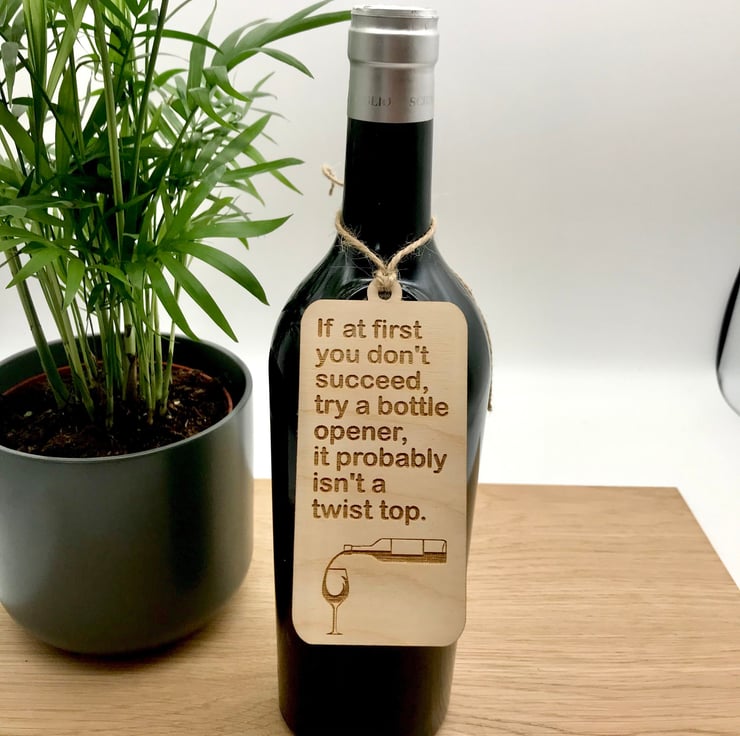 If at first
you don't
succeed,
try a bottle
opener,
it probably
isn't a
twist top.